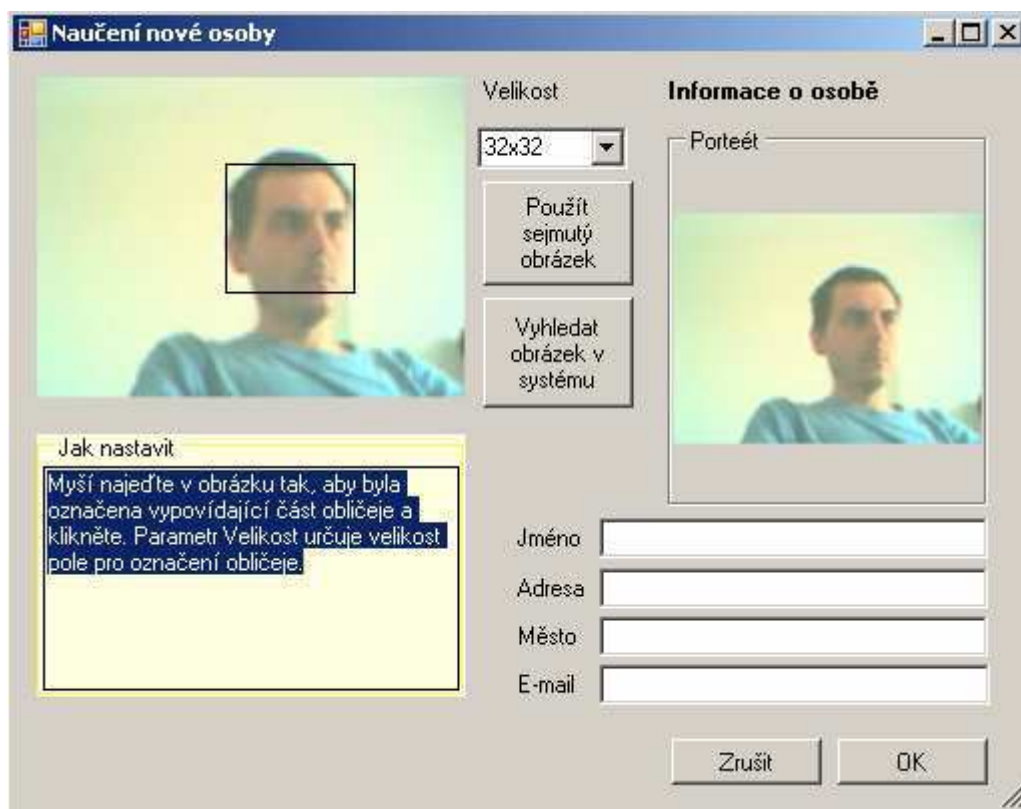 Naučení nové osoby
Velikost
32x32
Použít
sejmutý
obrázek
Vyhledat
obrázek v
systému
Informace o osobě
Porteét
Jak nastavit
Myší najeďte v obrázku tak, aby byla
označena vypovídající část obličeje a
klikněte. Parametr Velikost určuje velikost
pole pro označení obličeje.
Jméno
Adresa
Město
E-mail
Zrušit
OK